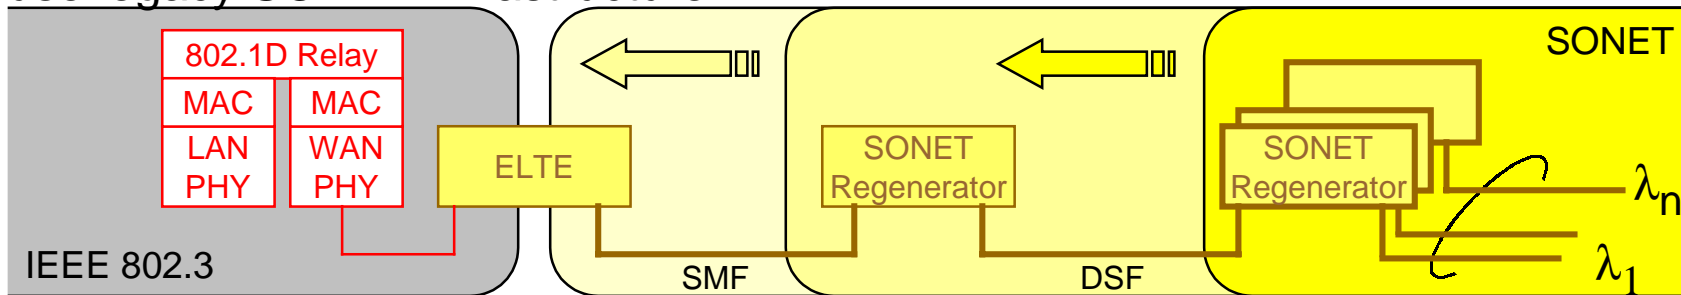 SONET
802.1D Relay
MAC MAC
LAN PHY
WAN PHY
ELTE
SONET
Regenerator
SONET
Regenerator
λn
λ1
IEEE 802.3
SMF
DSF